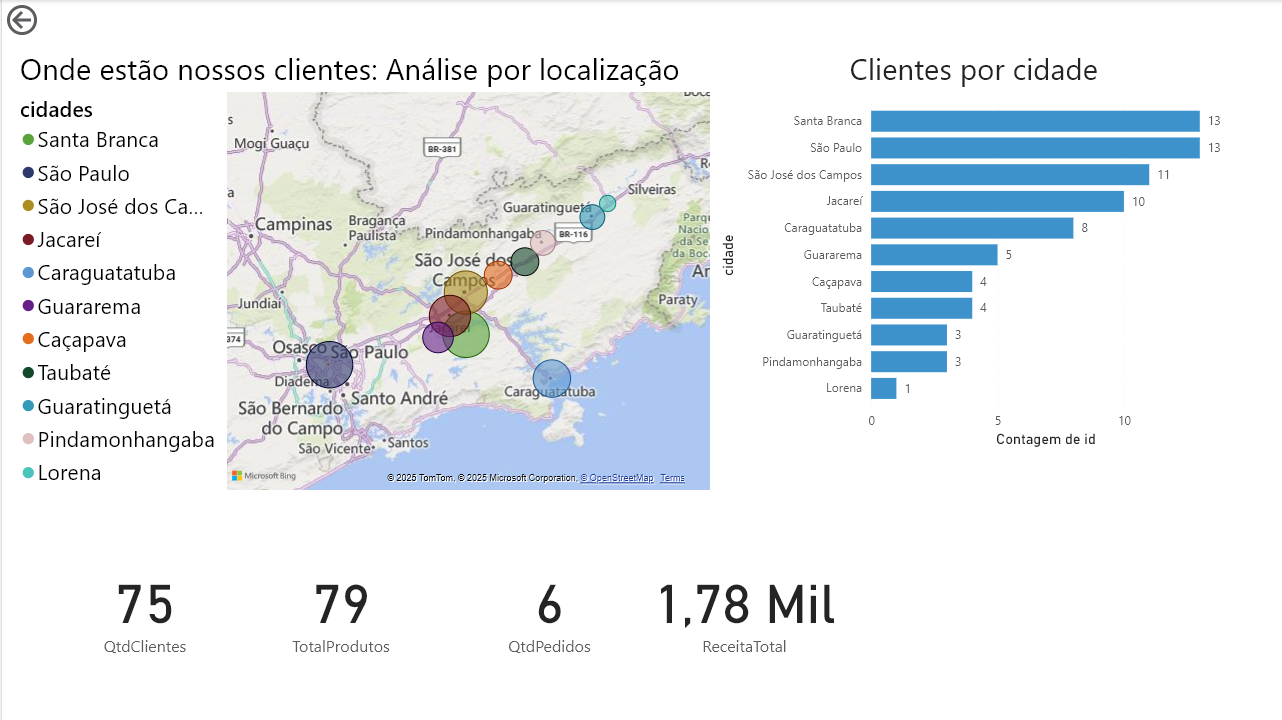 Onde estão nossos clientes: Análise por localização
cidades
Santa Branca
São Paulo
São José dos Ca...
Jacareí
Caraguatatuba
Guararema
Caçapava
Taubaté
Guaratinguetá
Pindamonhangaba
Lorena
Mogi Guaçu
BR-381
Silveiras
Guaratinguetá
Campinas
Bragança
Paulista
Pindamonhangaba
BR-116
São José dos
Campos
Paraty
Jundiaí
374
Osasco
São Paulo
Diadema
Santo André
Caraguatatuba
São Bernardo
do Campo
Santos
São Vicente
Microsoft Bing
© 2025 TomTom, © 2025 Microsoft Corporation, © OpenStreetMap Terms
Clientes por cidade
cidade
Santa Branca 13
São Paulo 13
São José dos Campos 11
Jacareí 10
Caraguatatuba 8
Guararema 5
Caçapava 4
Taubaté 4
Guaratinguetá 3
Pindamonhangaba 3
Lorena 1
0 5 10
Contagem de id
75
QtdClientes
79
TotalProdutos
6
QtdPedidos
1,78 Mil
ReceitaTotal